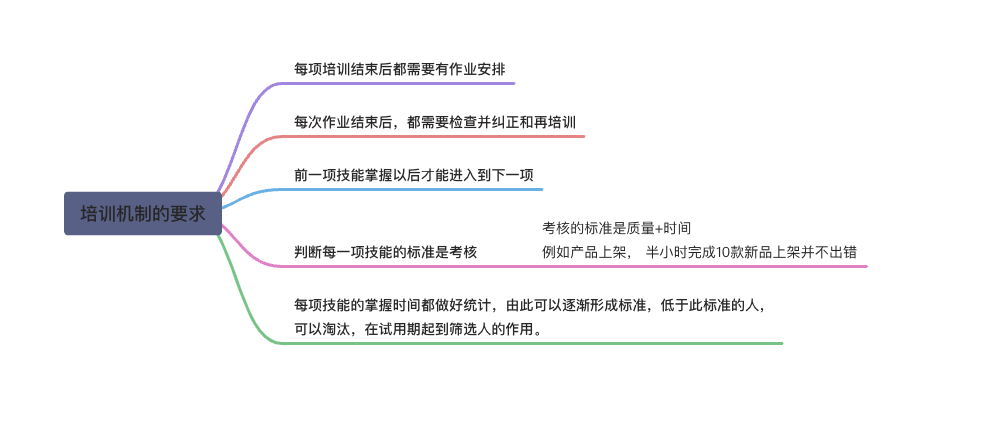 每项培训结束后都需要有作业安排
每次作业结束后，都需要检查并纠正和再培训
前一项技能掌握以后才能进入到下一项
培训机制的要求
考核的标准是质量+时间
判断每一项技能的标准是考核
例如产品上架， 半小时完成10款新品上架并不出错
每项技能的掌握时间都做好统计，由此可以逐渐形成标准，低于此标准的人，
可以淘汰，在试用期起到筛选人的作用。